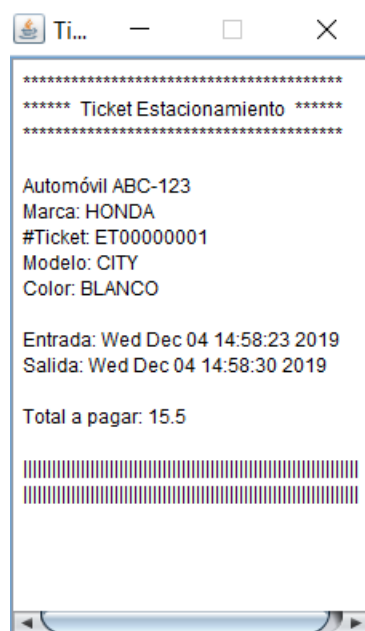 Ti...
****************************************
****** Ticket Estacionamiento ******
****************************************
Automóvil ABC-123
Marca: HONDA
#Ticket: ET00000001
Modelo: CITY
Color: BLANCO
Entrada: Wed Dec 04 14:58:23 2019
Salida: Wed Dec 04 14:58:30 2019
Total a pagar: 15.5
||||||||||||||||||||||||||||||||||||||||||||||||||||||||||||||||||
||||||||||||||||||||||||||||||||||||||||||||||||||||||||||||||||||